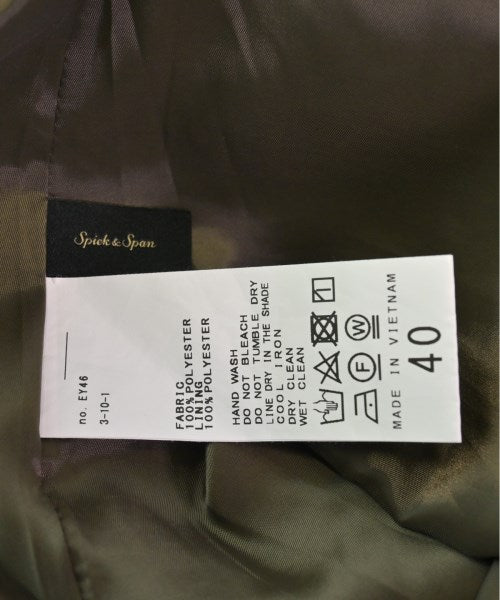 Spick & Span
no. EY46
3-10-1
FABRIC
100% POLYESTER
LINING
100% POLYESTER
HAND WASH
DO NOT BLEACH
DO NOT TUMBLE DRY
LINE DRY IN THE SHADE
COOL IRON
DRY CLEAN
WET CLEAN
F W
MADE IN VIETNAM
40